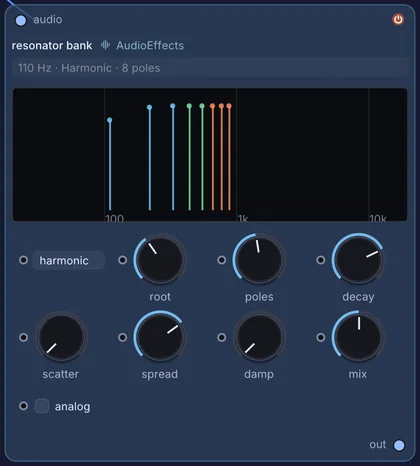 audio
resonator bank AudioEffects
110 Hz · Harmonic · 8 poles
100 1k 10k
harmonic
root poles decay
scatter spread damp mix
analog
out